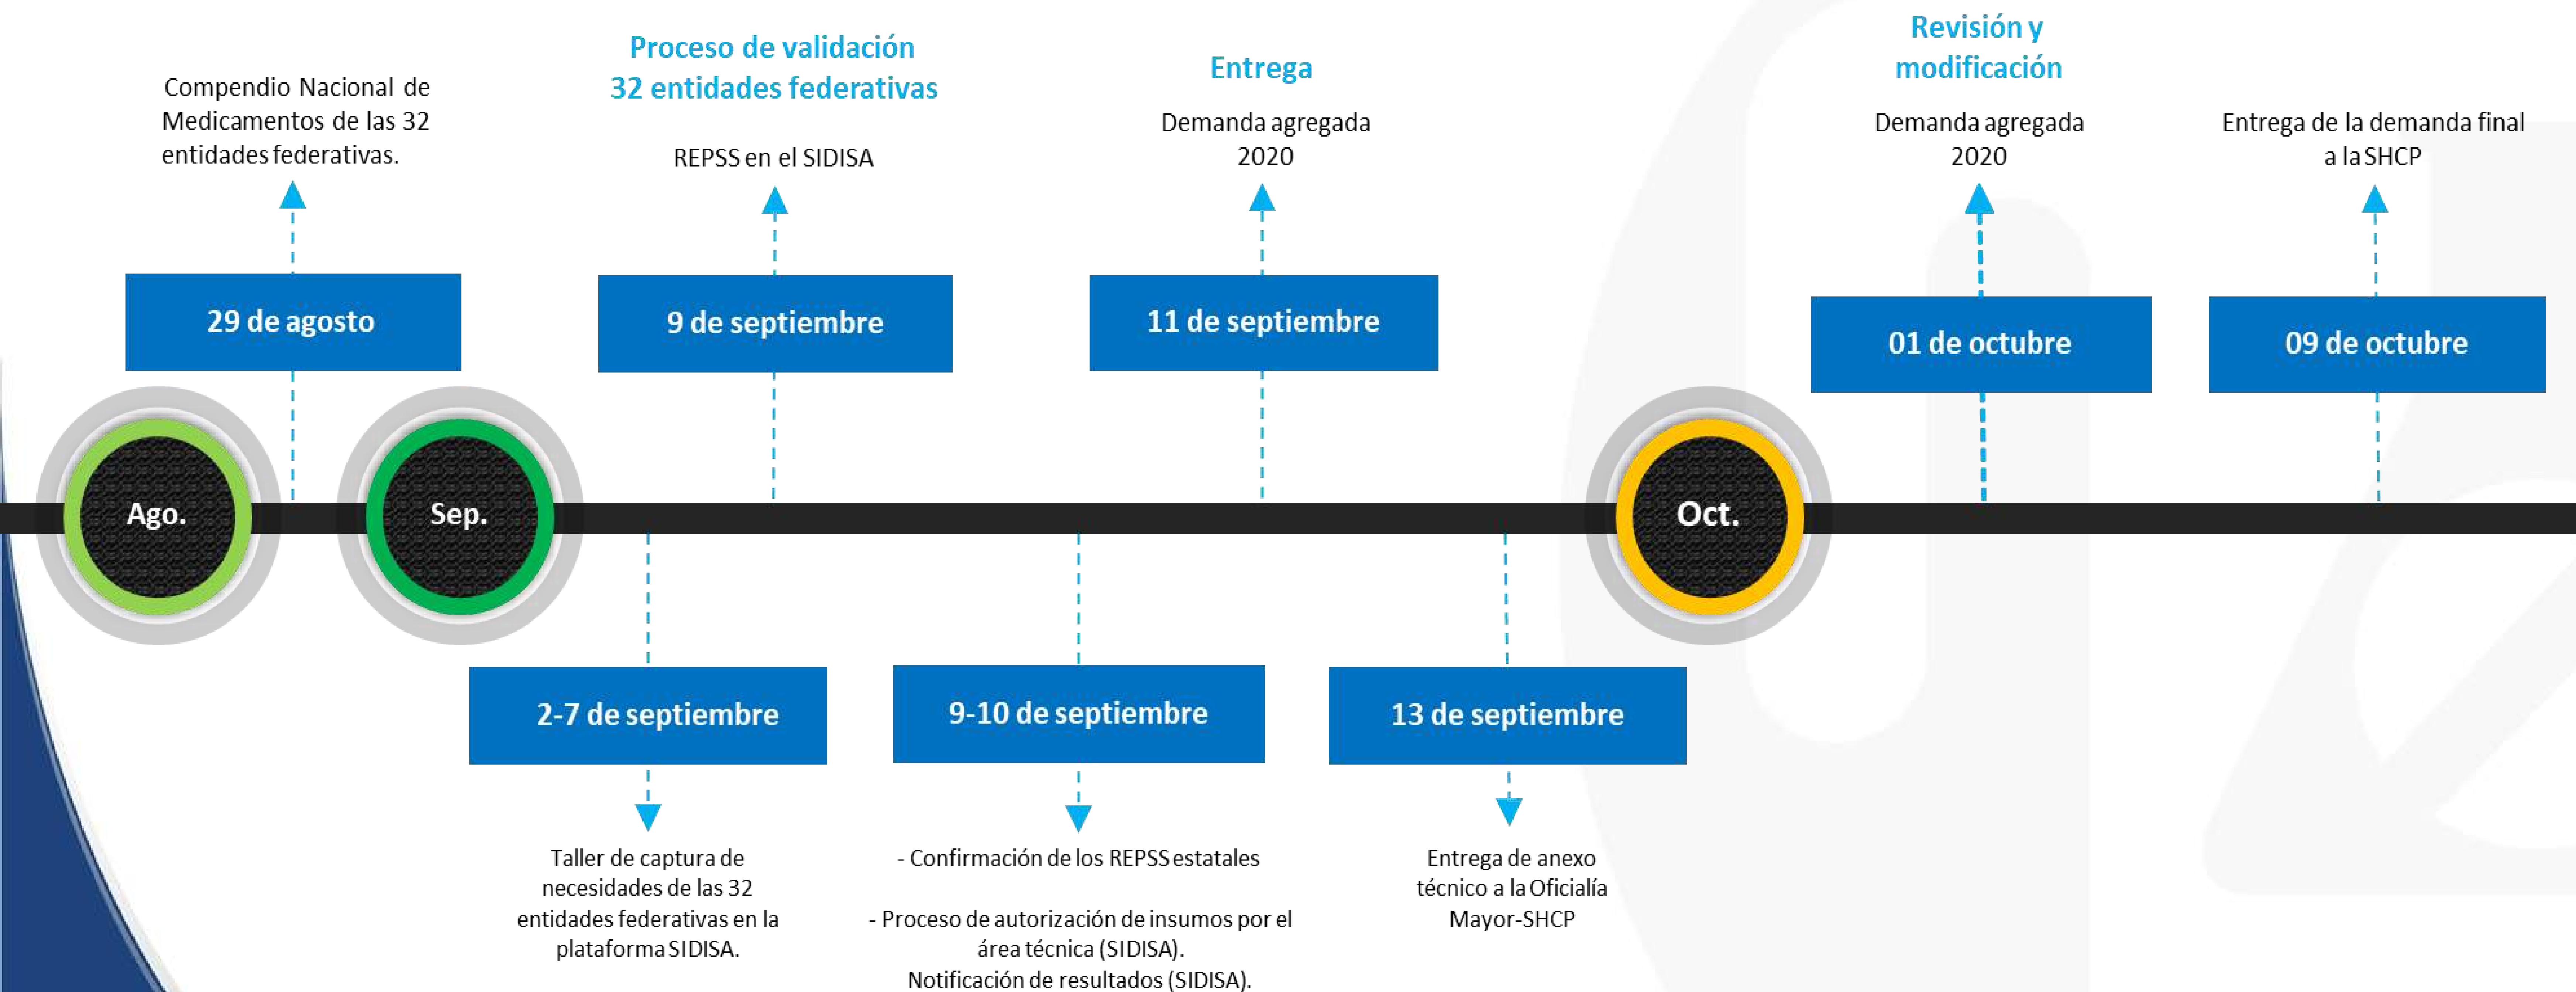 Compendio Nacional de
Medicamentos de las 32
entidades federativas.
29 de agosto
Proceso de validación
32 entidades federativas
REPSS en el SIDISA
9 de septiembre
Entrega
Demanda agregada
2020
11 de septiembre
Revisión y
modificación
Demanda agregada
2020
01 de octubre
Entrega de la demanda final
a la SHCP
09 de octubre
Ago.
Sep.
Oct.
2-7 de septiembre
Taller de captura de
necesidades de las 32
entidades federativas en la
plataforma SIDISA.
9-10 de septiembre
- Confirmación de los REPSS estatales
- Proceso de autorización de insumos por el
área técnica (SIDISA).
Notificación de resultados (SIDISA).
13 de septiembre
Entrega de anexo
técnico a la Oficialía
Mayor-SHCP